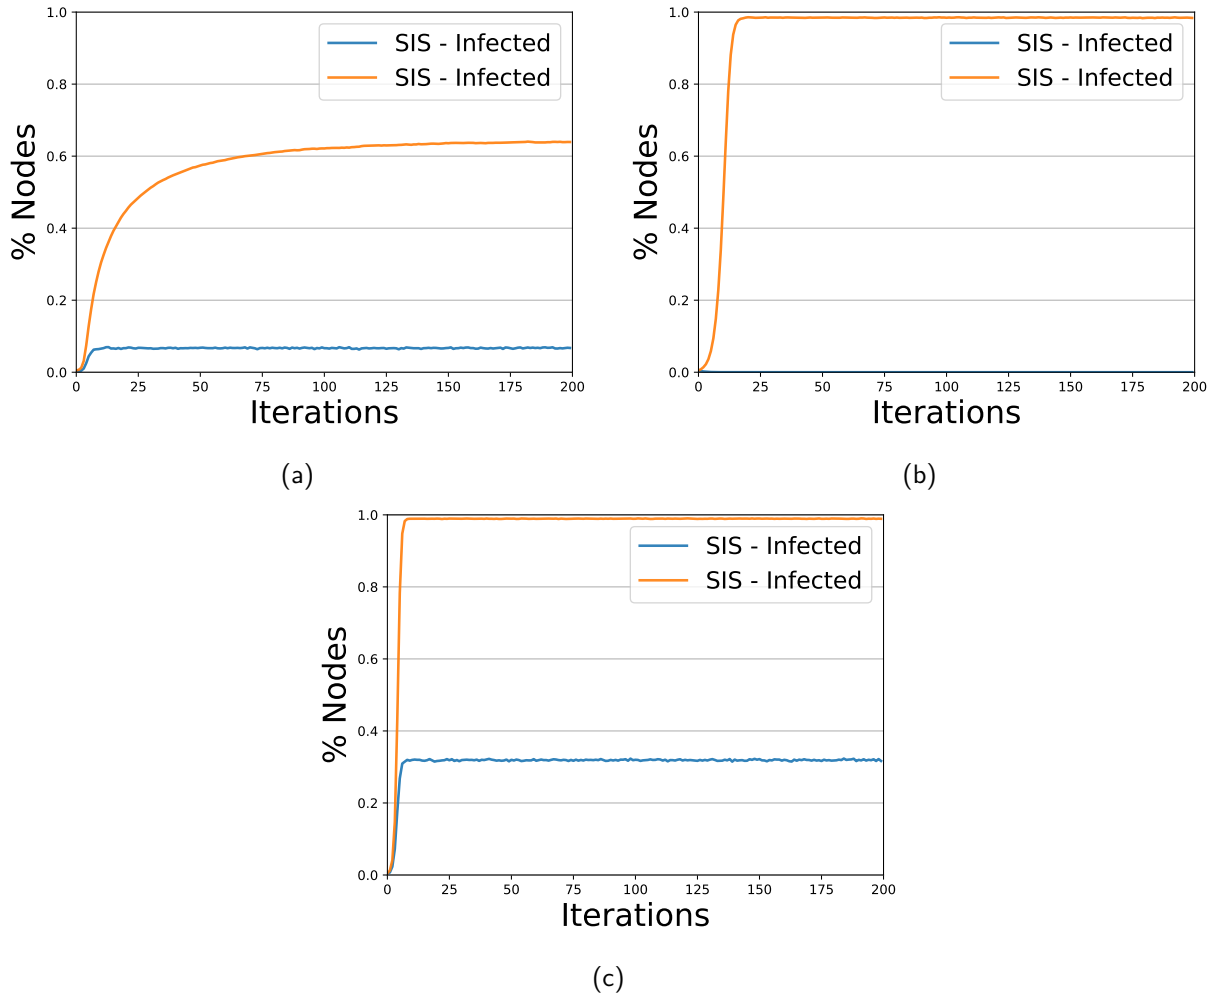 1.0
0.8
0.6
0.4
0.2
0.0
% Nodes
SIS - Infected
SIS - Infected
0 25 50 75 100 125 150 175 200
Iterations
(a)
1.0
0.8
0.6
0.4
0.2
0.0
% Nodes
SIS - Infected
SIS - Infected
0 25 50 75 100 125 150 175 200
Iterations
(b)
1.0
0.8
0.6
0.4
0.2
0.0
% Nodes
SIS - Infected
SIS - Infected
0 25 50 75 100 125 150 175 200
Iterations
(c)